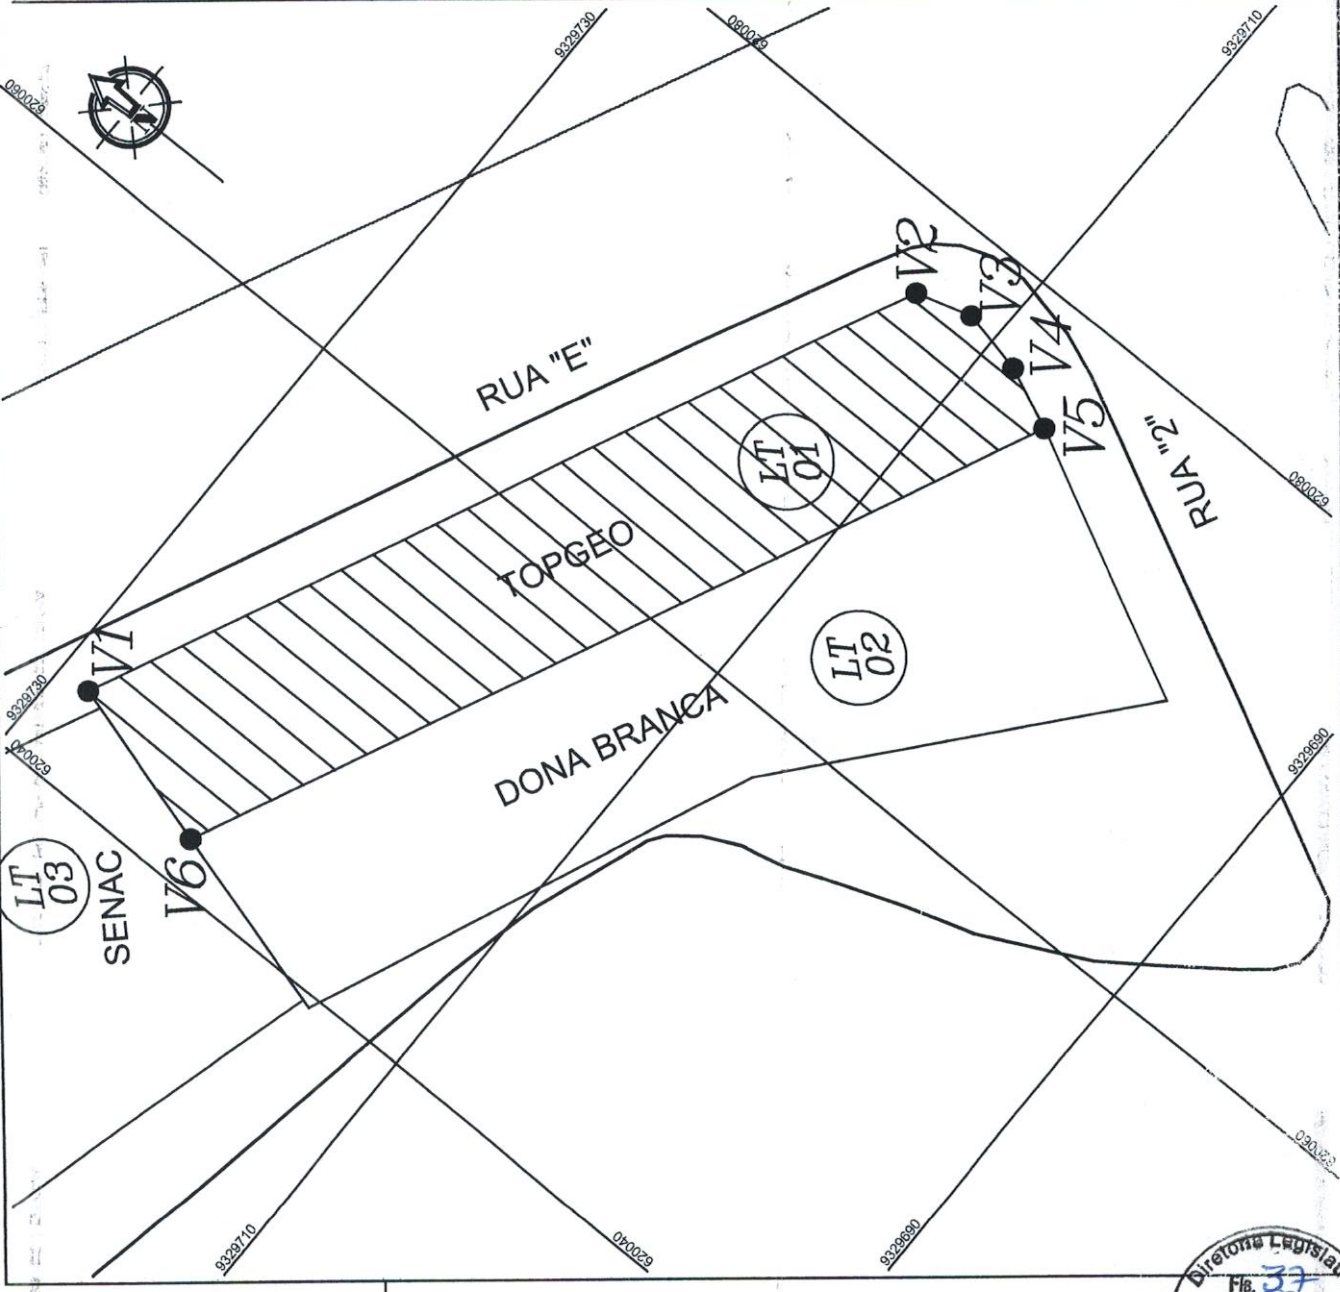 9329730
620080
9329710
620060
N
V2
V3
RUA "E"
V4
V5
LT
01
RUA "2"
620080
TOPGEO
V1
LT
02
9329730
DONA BRANCA
620040
9329690
LT
03
SENAC
V6
620060
9329710
620040
9329690
Diretoria Legislat
Fls. 37